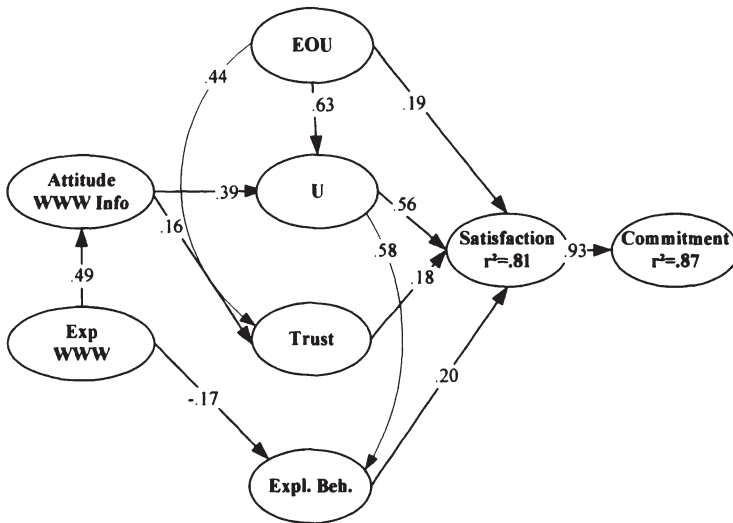 EOU
.44
.63
.19
Attitude
WWW Info
.39
U
.16
.56
.58
Satisfaction
r²=.81
.93
Commitment
r²=.87
.49
.18
Exp
WWW
Trust
-.17
.20
Expl. Beh.